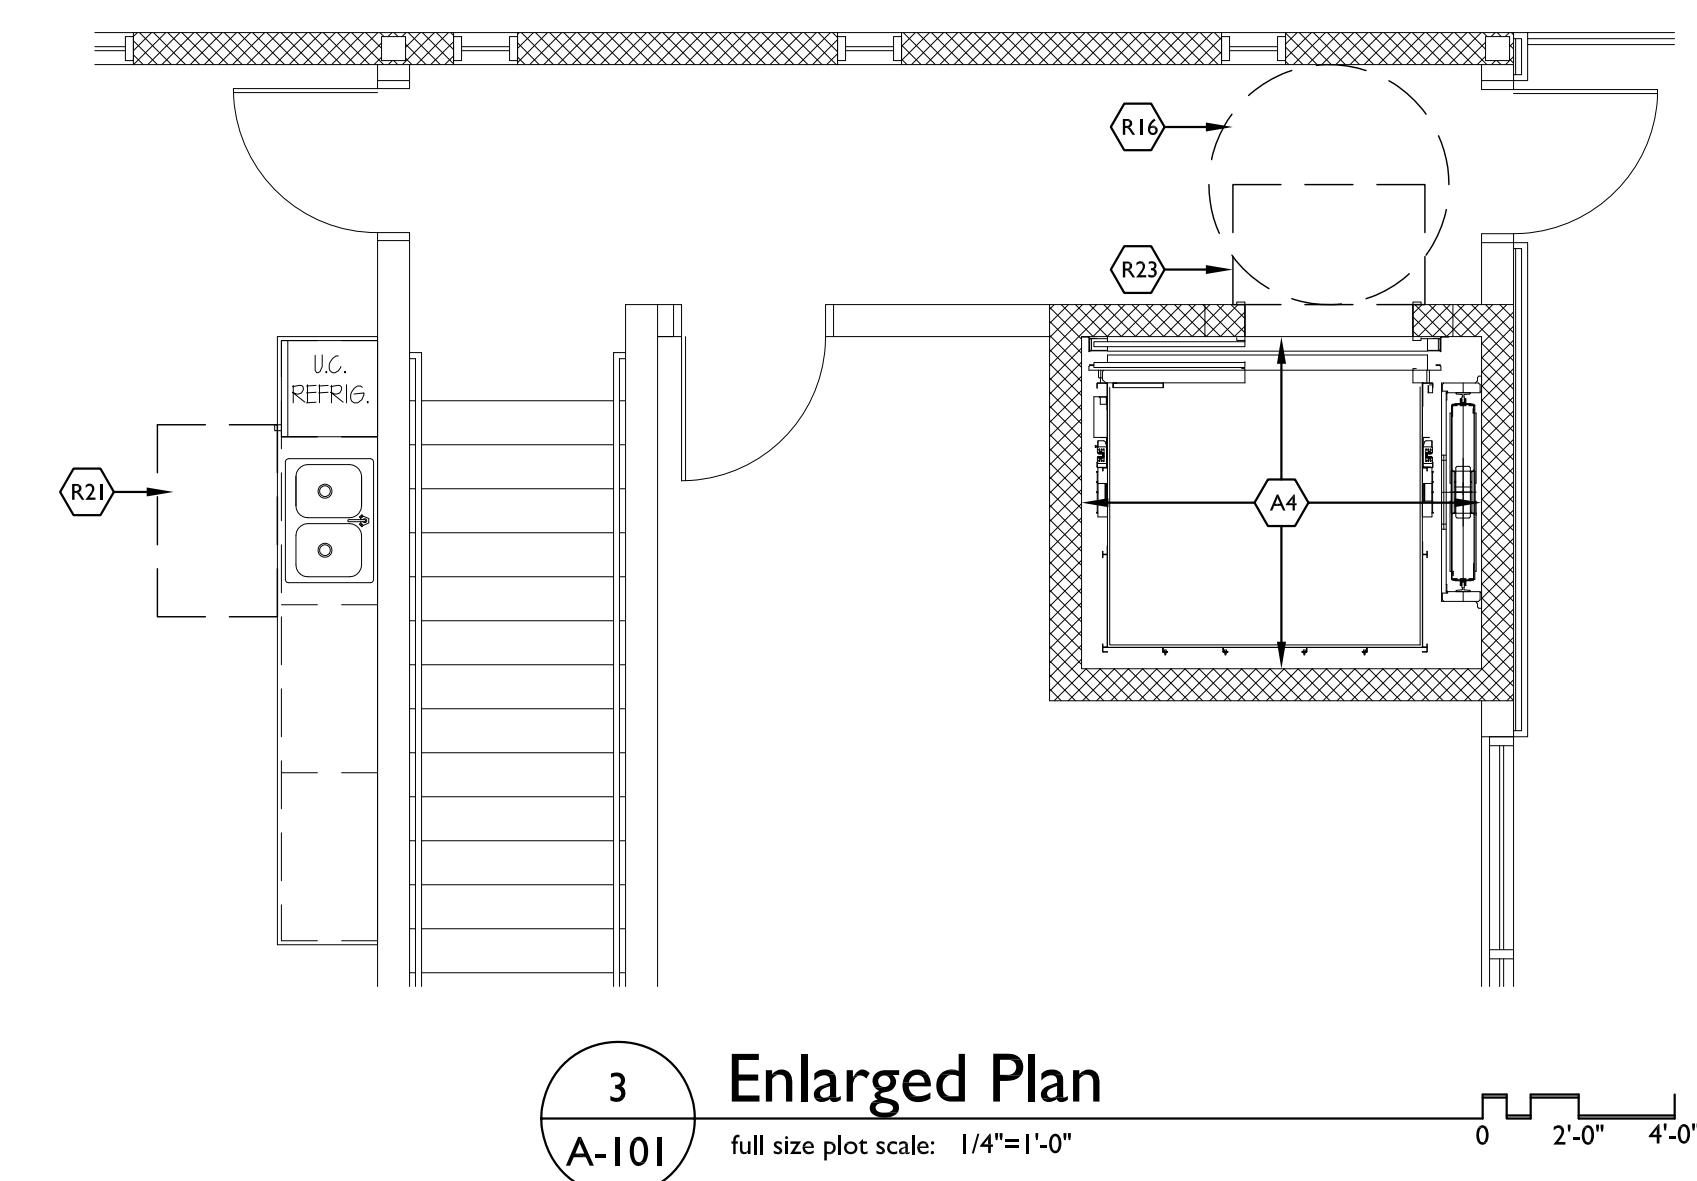 R16
R23
U.C.
REFRIG.
R21
A4
3
Enlarged Plan
A-101
full size plot scale: 1/4"=1'-0"
0 2'-0" 4'-0"